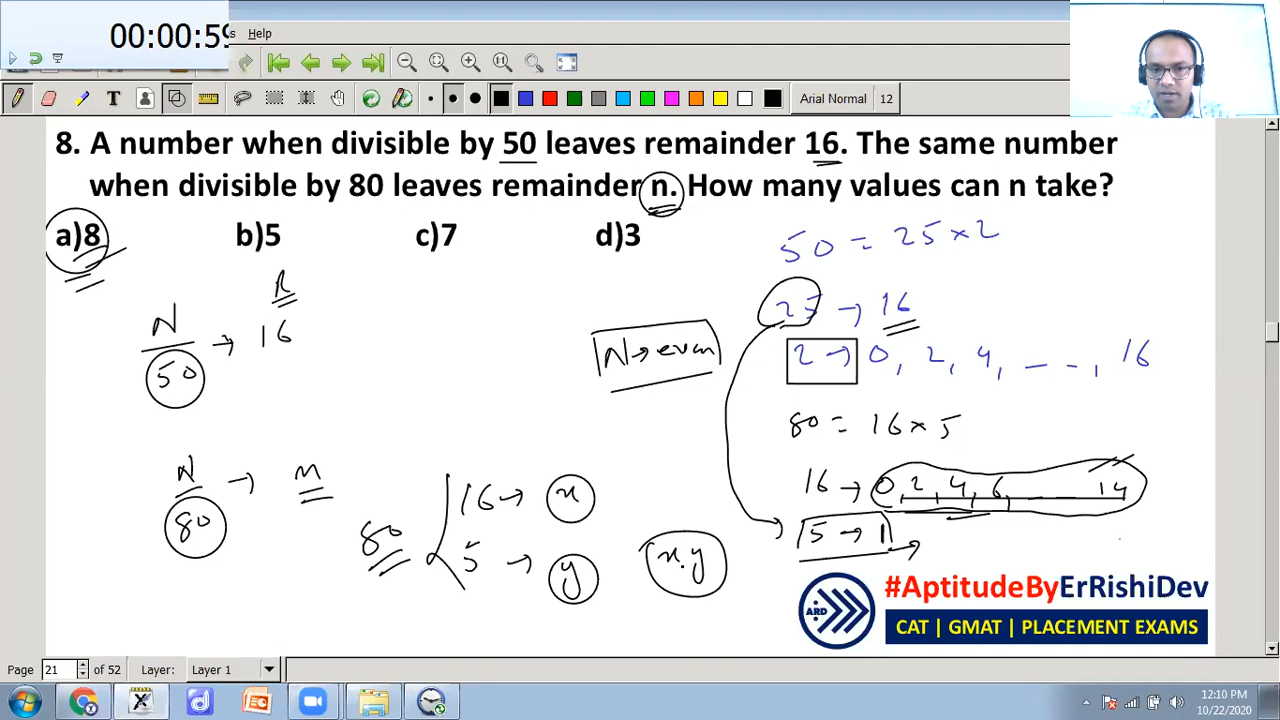 00:00:59
Help
Arial Normal 12
8. A number when divisible by 50 leaves remainder 16. The same number
when divisible by 80 leaves remainder n. How many values can n take?
a)8 b)5 c)7 d)3
50 = 25×2
R
N
50 → 16
25 → 16
N → even
2 → 0, 2, 4, – – , 16
80 = 16×5
N
80 → n
80
16 → x
5 → y
x.y
16 → 0, 2, 4, 6, – – 14
5 → 1
ARD
#AptitudeByErRishiDev
CAT | GMAT | PLACEMENT EXAMS
Page 21 of 52 Layer: Layer 1
12:10 PM
10/22/2020